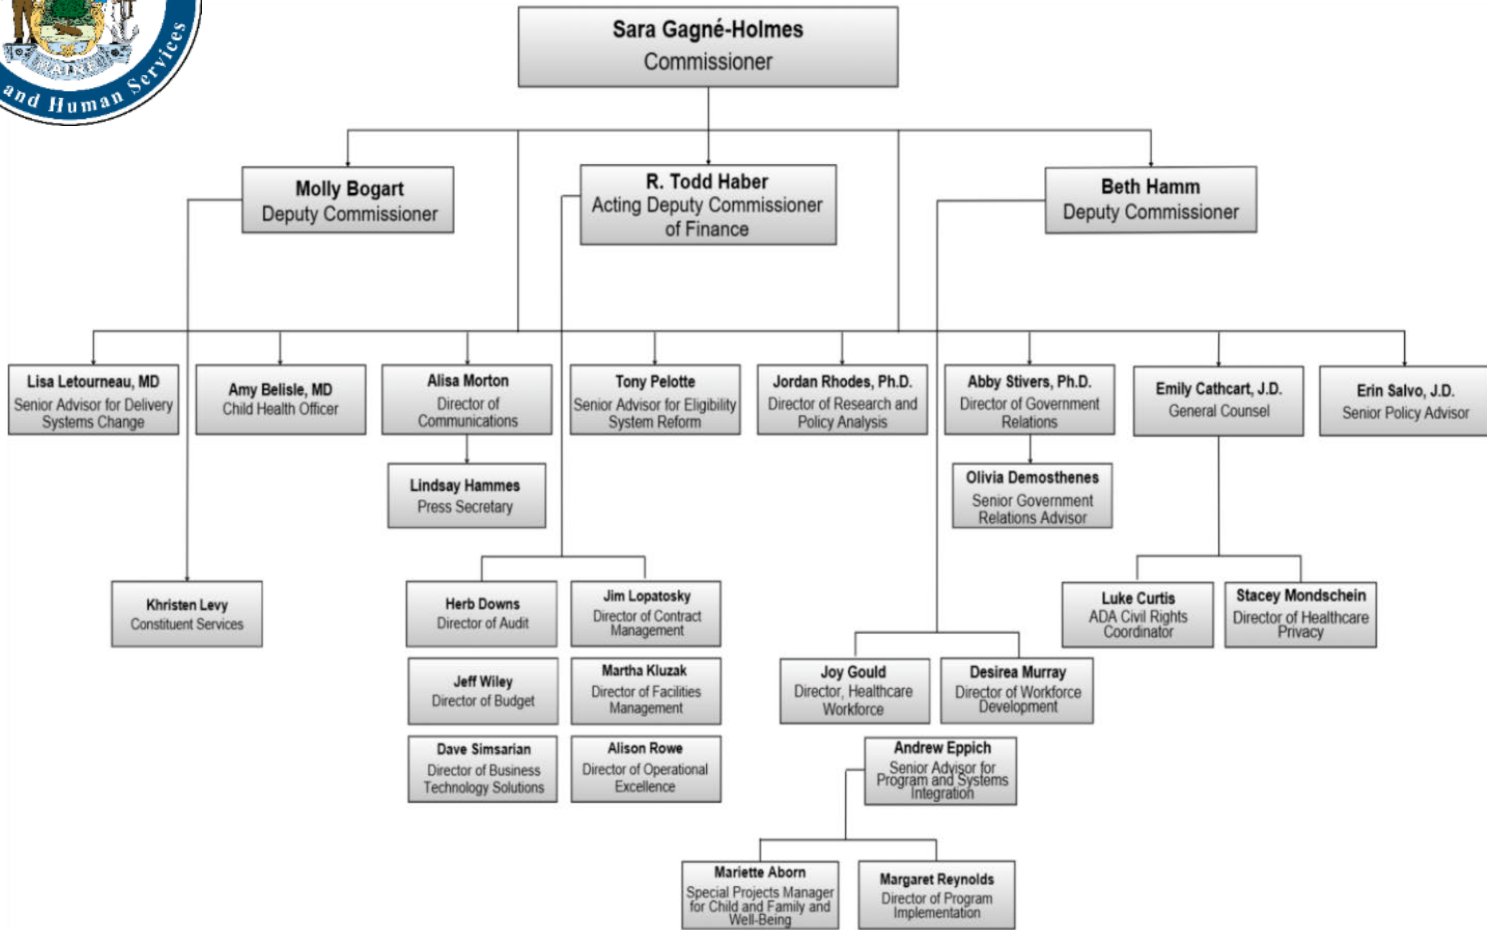 and Human Services
Sara Gagné-Holmes
Commissioner
Molly Bogart
Deputy Commissioner
R. Todd Haber
Acting Deputy Commissioner
of Finance
Beth Hamm
Deputy Commissioner
Lisa Letourneau, MD
Senior Advisor for Delivery
Systems Change
Amy Belisle, MD
Child Health Officer
Alisa Morton
Director of
Communications
Tony Pelotte
Senior Advisor for Eligibility
System Reform
Jordan Rhodes, Ph.D.
Director of Research and
Policy Analysis
Abby Stivers, Ph.D.
Director of Government
Relations
Emily Cathcart, J.D.
General Counsel
Erin Salvo, J.D.
Senior Policy Advisor
Lindsay Hammes
Press Secretary
Olivia Demosthenes
Senior Government
Relations Advisor
Khristen Levy
Constituent Services
Herb Downs
Director of Audit
Jim Lopatosky
Director of Contract
Management
Luke Curtis
ADA Civil Rights
Coordinator
Stacey Mondschein
Director of Healthcare
Privacy
Jeff Wiley
Director of Budget
Martha Kluzak
Director of Facilities
Management
Joy Gould
Director, Healthcare
Workforce
Desirea Murray
Director of Workforce
Development
Dave Simsarian
Director of Business
Technology Solutions
Alison Rowe
Director of Operational
Excellence
Andrew Eppich
Senior Advisor for
Program and Systems
Integration
Mariette Aborn
Special Projects Manager
for Child and Family and
Well-Being
Margaret Reynolds
Director of Program
Implementation